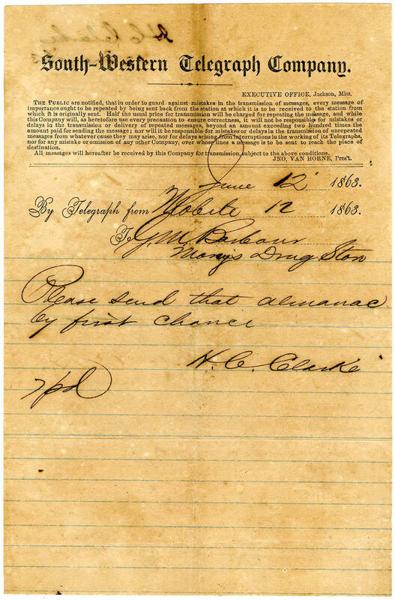 H. C. Clarke
South-Western Telegraph Company.
EXECUTIVE OFFICE, Jackson, Miss.
THE PUBLIC are notified, that in order to guard against mistakes in the transmission of messages, every message of
importance ought to be repeated by being sent back from the station at which it is to be received to the station from
which it is originally sent. Half the usual price for transmission will be charged for repeating the message, and while
this Company will, as heretofore use every precaution to ensure correctness, it will not be responsible for mistakes or
delays in the transmission or delivery of repeated messages, beyond an amount exceeding two hundred times the
amount paid for sending the message; nor will it be responsible for mistakes or delays in the transmission of unrepeated
messages from whatever cause they may arise, nor for delays arising from interruptions in the working of its Telegraphs,
nor for any mistake or omission of any other Company, over whose lines a message is to be sent to reach the place of
destination.
All messages will hereafter be received by this Company for transmission, subject to the above conditions.
JNO. VAN HORNE, Pres't.
June 12 1863.
By Telegraph from Mobile 12 1863.
To G M Barbour
Drug Stor
Please send that almanac
by first chance
H. C. Clarke
pd